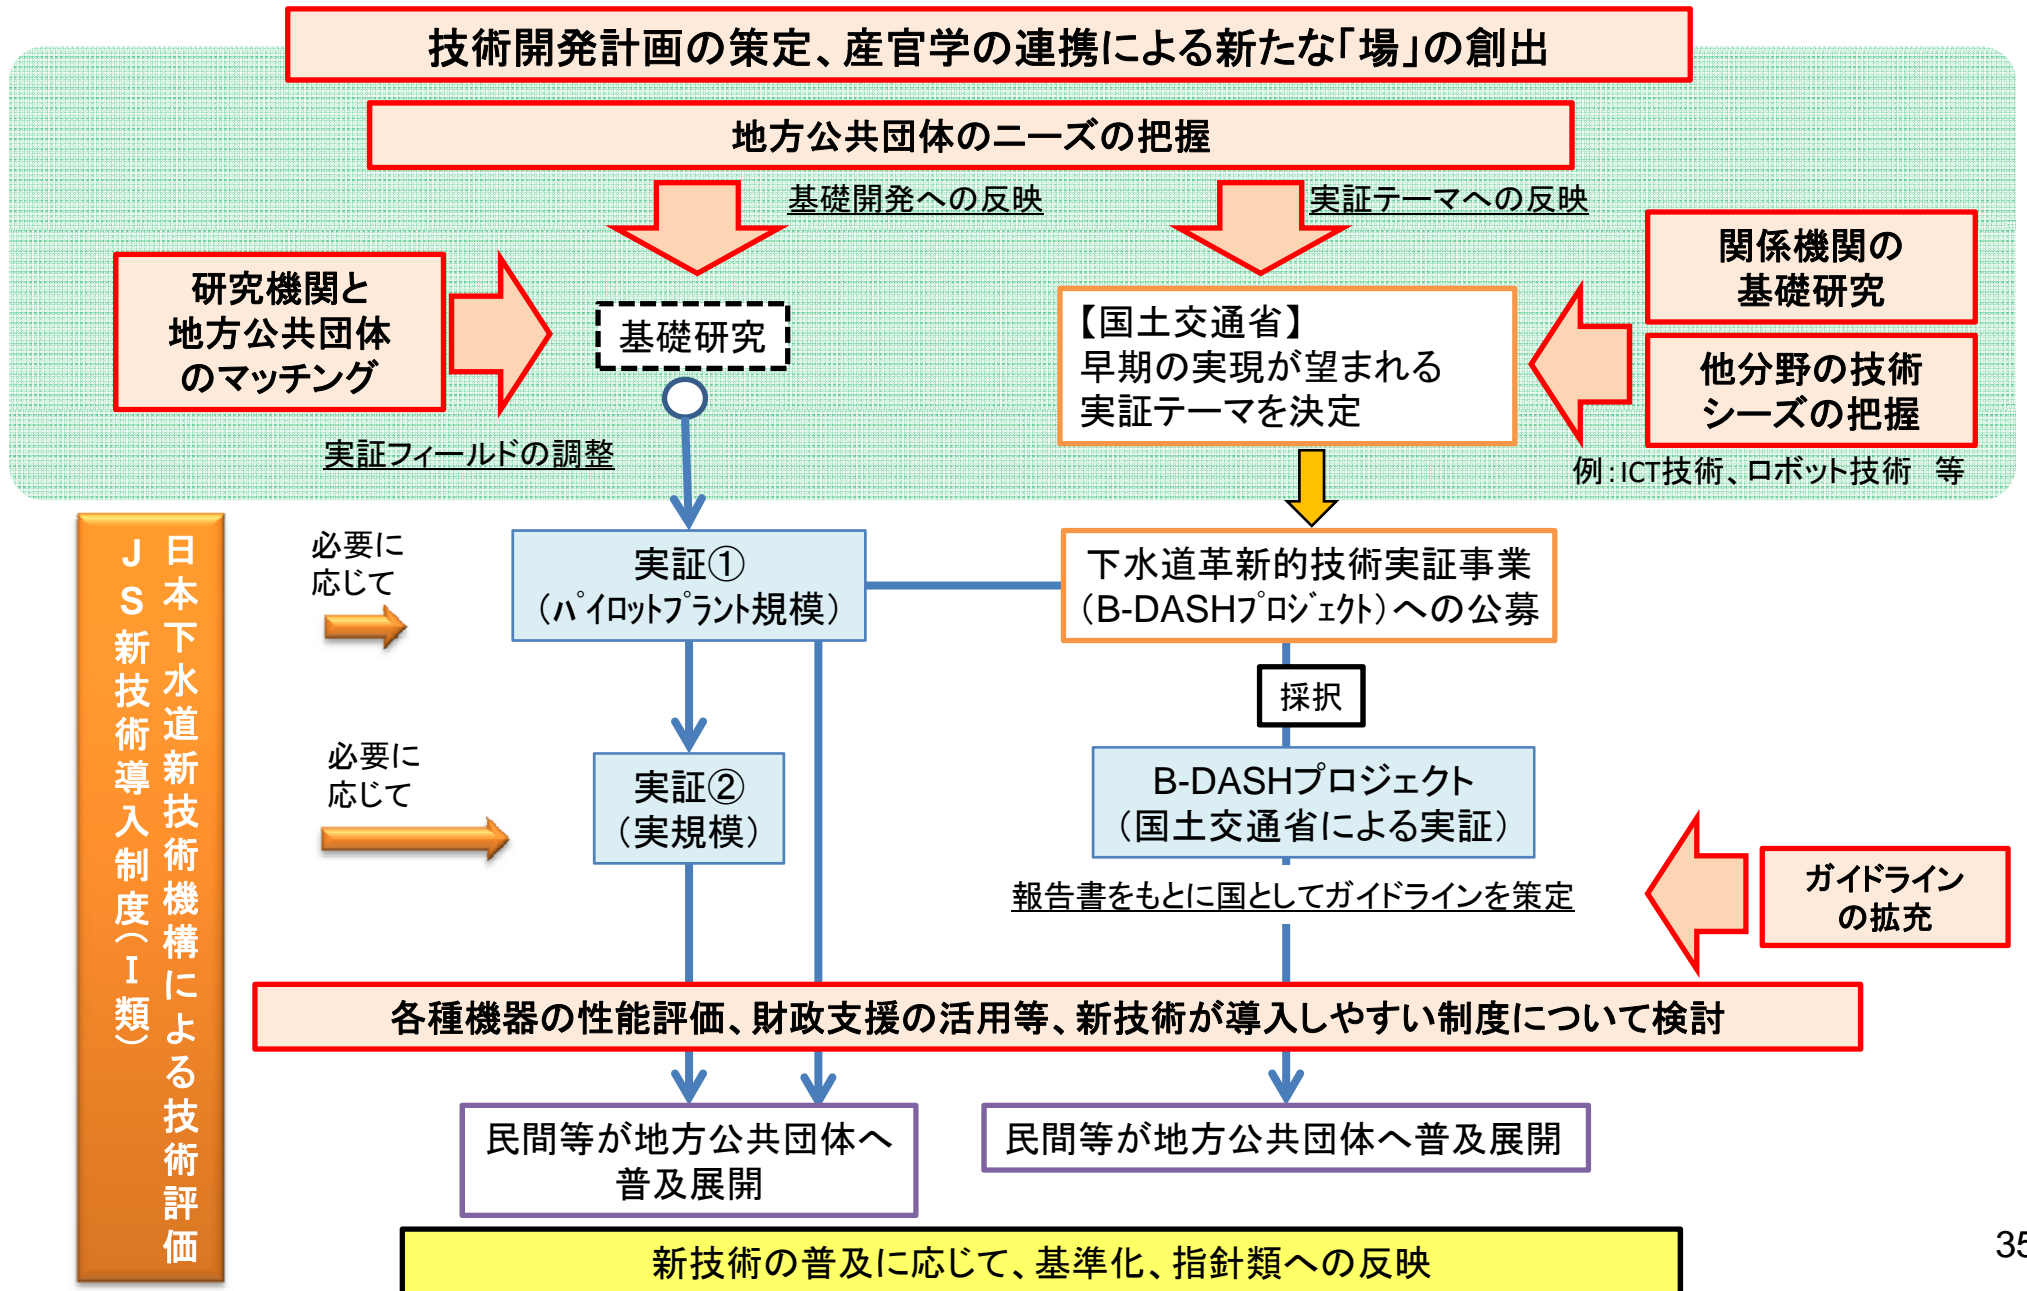 技術開発計画の策定、産官学の連携による新たな「場」の創出
地方公共団体のニーズの把握
基礎開発への反映
実証テーマへの反映
研究機関と
地方公共団体
のマッチング
基礎研究
【国土交通省】
早期の実現が望まれる
実証テーマを決定
関係機関の
基礎研究
他分野の技術
シーズの把握
例:ICT技術、ロボット技術 等
実証フィールドの調整
日本下水道新技術機構による技術評価
JS新技術導入制度(Ⅰ類)
必要に
応じて
実証①
(パイロットプラント規模)
下水道革新的技術実証事業
(B-DASHプロジェクト)への公募
採択
必要に
応じて
実証②
(実規模)
B-DASHプロジェクト
(国土交通省による実証)
報告書をもとに国としてガイドラインを策定
ガイドライン
の拡充
各種機器の性能評価、財政支援の活用等、新技術が導入しやすい制度について検討
民間等が地方公共団体へ
普及展開
民間等が地方公共団体へ普及展開
新技術の普及に応じて、基準化、指針類への反映
35